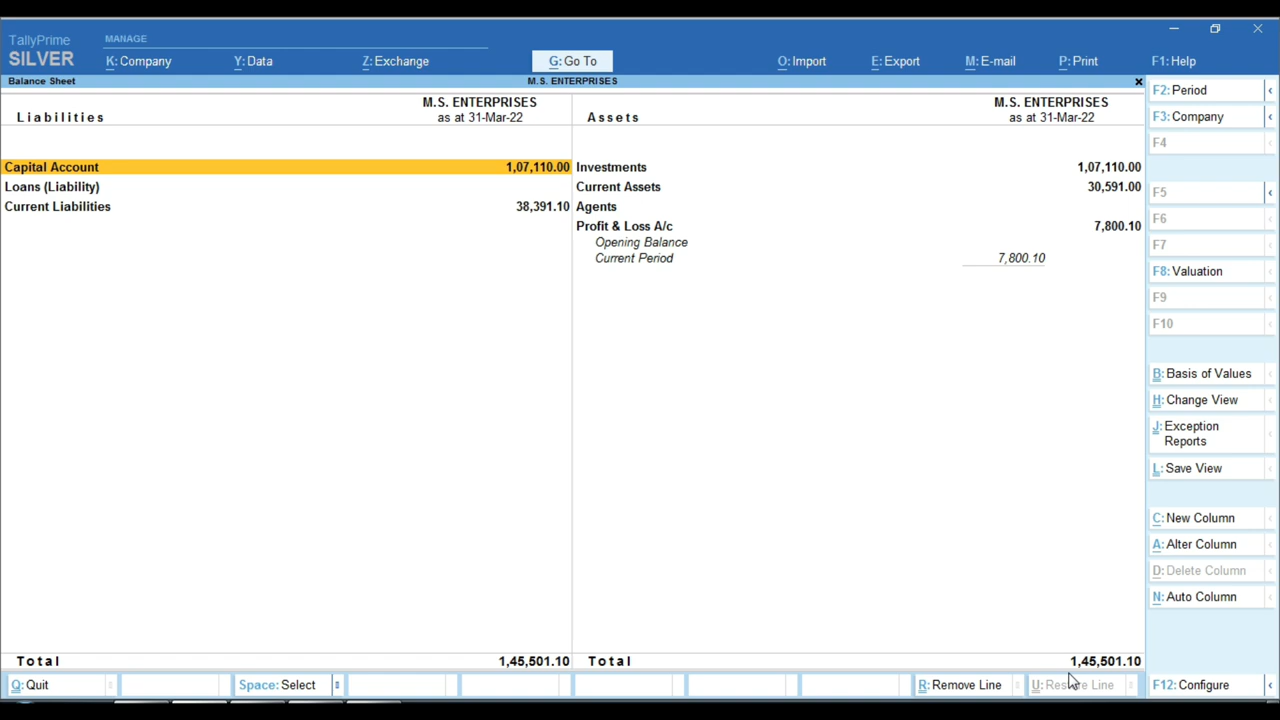 TallyPrime
SILVER
MANAGE
K: Company
Y: Data
Z: Exchange
G: Go To
O: Import
E: Export
M: E-mail
P: Print
F1: Help
Balance Sheet
M.S. ENTERPRISES
Liabilities
M.S. ENTERPRISES
as at 31-Mar-22
Assets
M.S. ENTERPRISES
as at 31-Mar-22
Capital Account 1,07,110.00
Loans (Liability)
Current Liabilities 38,391.10
Investments 1,07,110.00
Current Assets 30,591.00
Agents
Profit & Loss A/c 7,800.10
Opening Balance
Current Period 7,800.10
Total 1,45,501.10
Total 1,45,501.10
F2: Period
F3: Company
F4
F5
F6
F7
F8: Valuation
F9
F10
B: Basis of Values
H: Change View
J: Exception
Reports
L: Save View
C: New Column
A: Alter Column
D: Delete Column
N: Auto Column
Q: Quit
Space: Select
R: Remove Line
U: Restore Line
F12: Configure